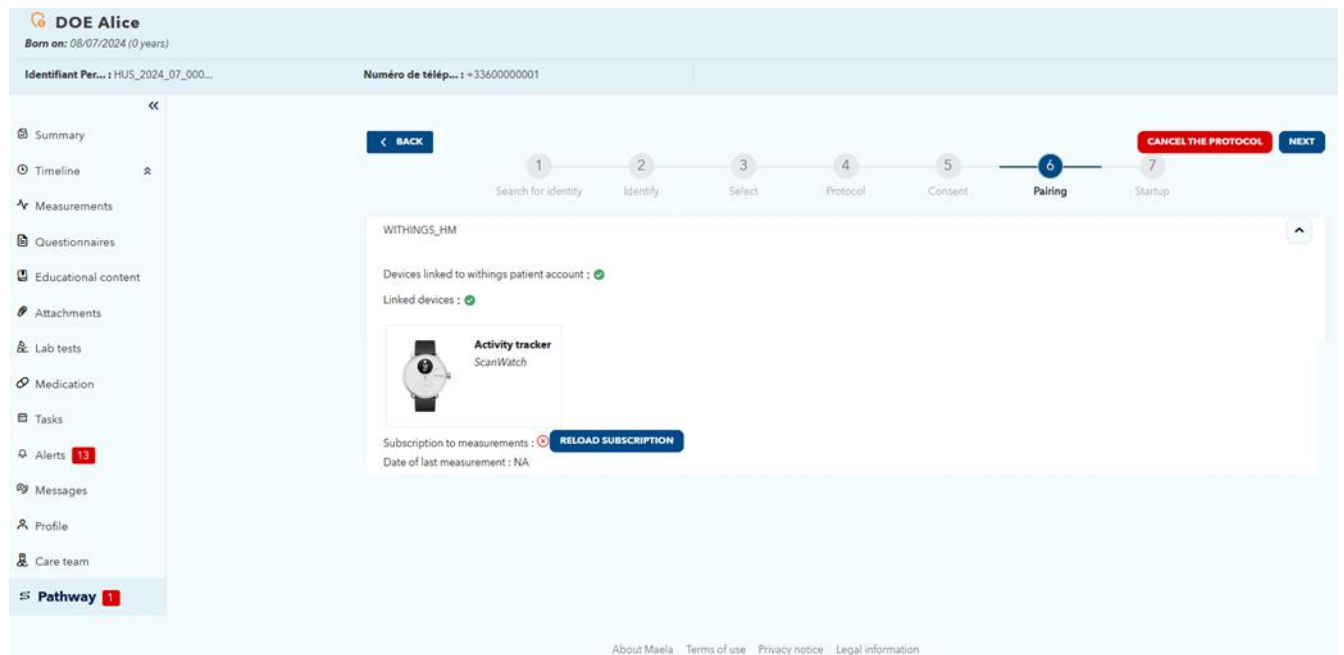 DOE Alice
Born on: 08/07/2024 (0 years)
Identifiant Per... : HUS_2024_07_000...
Numéro de télép... : +33600000001
«
Summary
Timeline
Measurements
Questionnaires
Educational content
Attachments
Lab tests
Medication
Tasks
Alerts 13
Messages
Profile
Care team
Pathway 1
BACK
CANCEL THE PROTOCOL
NEXT
1 2 3 4 5 6 7
Search for identity Identify Select Protocol Consent Pairing Startup
WITHINGS_HM
Devices linked to withings patient account :
Linked devices :
Activity tracker
ScanWatch
Subscription to measurements : RELOAD SUBSCRIPTION
Date of last measurement : NA
About Maela Terms of use Privacy notice Legal information